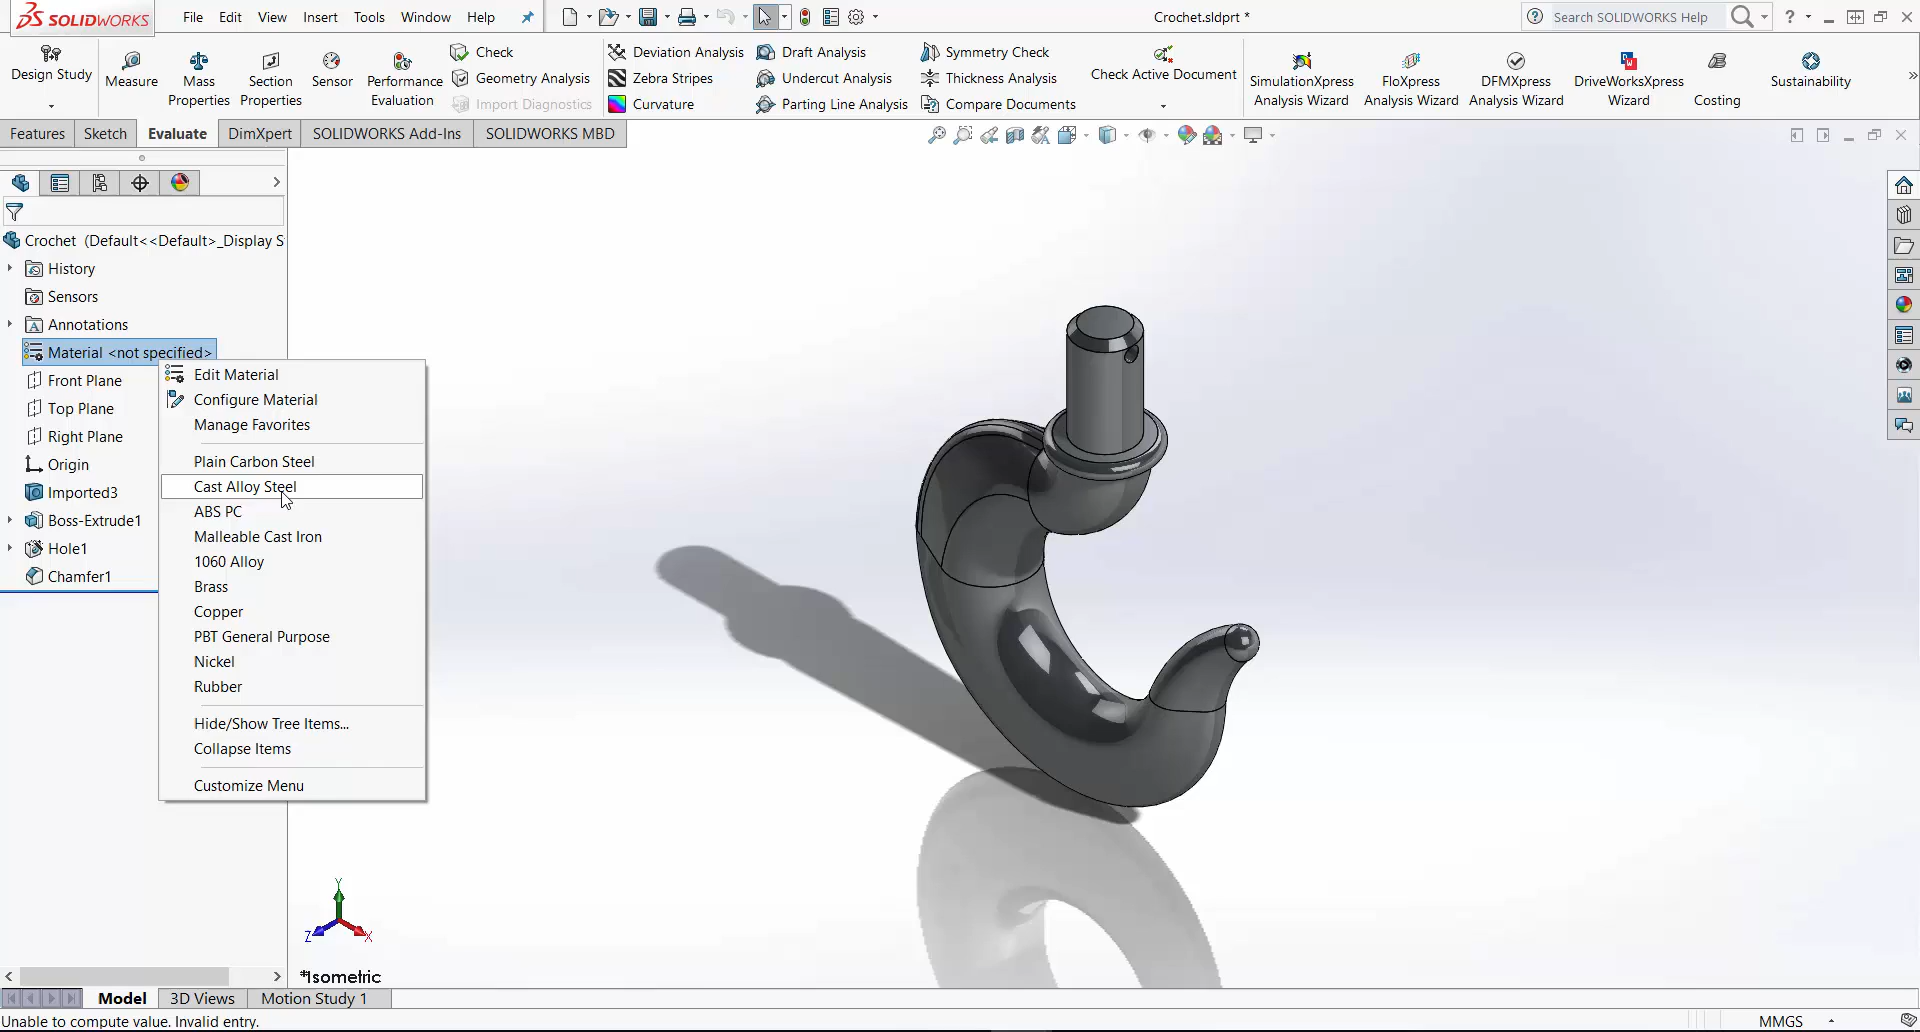 SOLIDWORKS File Edit View Insert Tools Window Help Crochet.sldprt * Search SOLIDWORKS Help ?
Design Study
Measure
Mass Properties
Section Properties
Sensor
Performance Evaluation
Check
Geometry Analysis
Import Diagnostics
Deviation Analysis
Zebra Stripes
Curvature
Draft Analysis
Undercut Analysis
Parting Line Analysis
Symmetry Check
Thickness Analysis
Compare Documents
Check Active Document
SimulationXpress Analysis Wizard
FloXpress Analysis Wizard
DFMXpress Analysis Wizard
DriveWorksXpress Wizard
Costing
Sustainability
Features Sketch Evaluate DimXpert SOLIDWORKS Add-Ins SOLIDWORKS MBD
Crochet (Default<<Default>_Display S
History
Sensors
Annotations
Material <not specified>
Front Plane
Top Plane
Right Plane
Origin
Imported3
Boss-Extrude1
Hole1
Chamfer1
Edit Material
Configure Material
Manage Favorites
Plain Carbon Steel
Cast Alloy Steel
ABS PC
Malleable Cast Iron
1060 Alloy
Brass
Copper
PBT General Purpose
Nickel
Rubber
Hide/Show Tree Items...
Collapse Items
Customize Menu
Y
Z X
*Isometric
Model 3D Views Motion Study 1
Unable to compute value. Invalid entry. MMGS